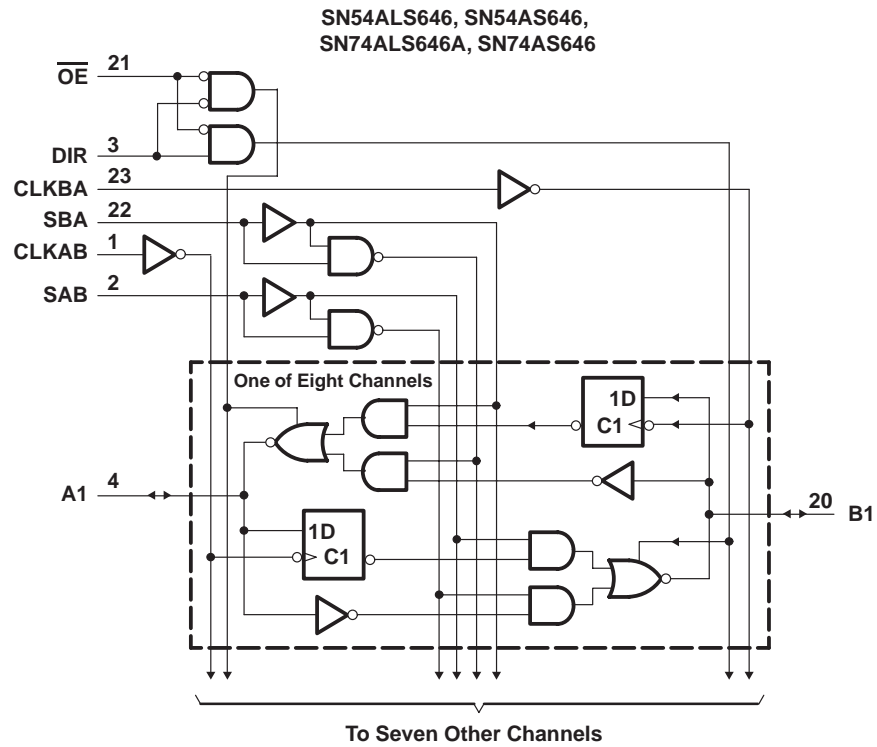 SN54ALS646, SN54AS646,
SN74ALS646A, SN74AS646
OE 21
DIR 3
CLKBA 23
SBA 22
CLKAB 1
SAB 2
One of Eight Channels
1D
C1
A1 4
20 B1
1D
C1
To Seven Other Channels